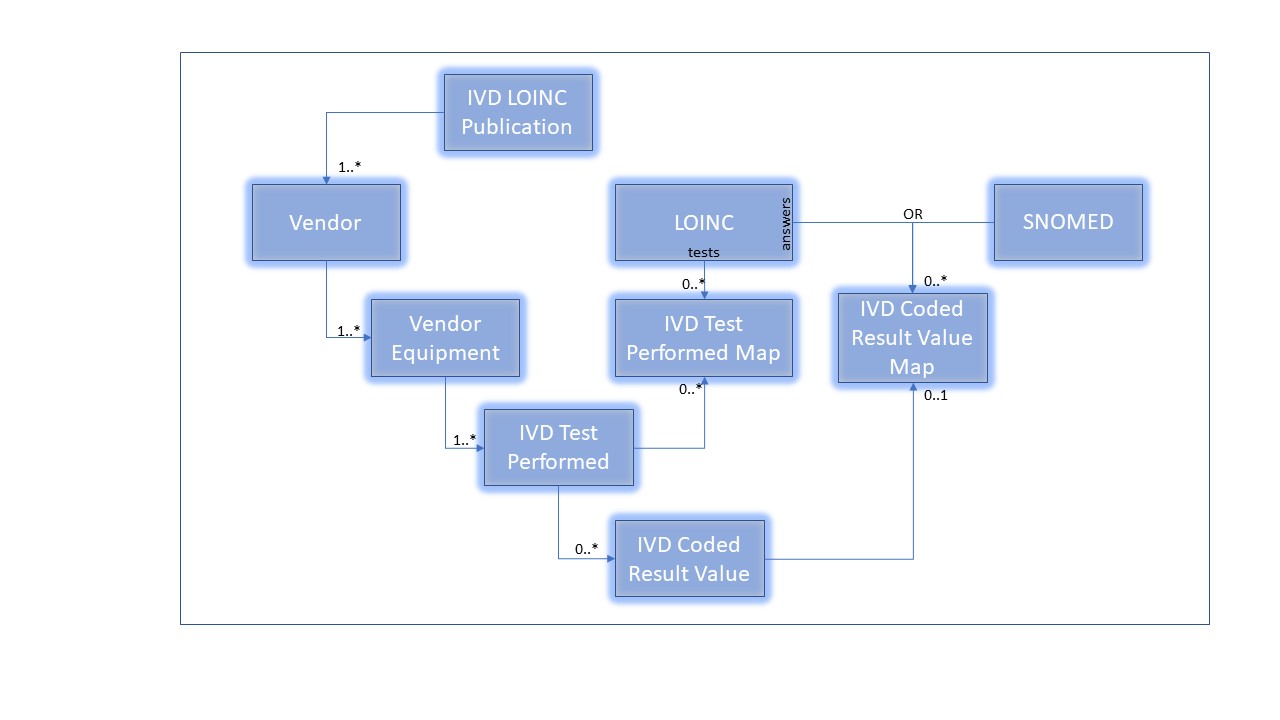 IVD LOINC
Publication
1..*
Vendor
LOINC
answers
tests
OR
SNOMED
0..*
0..*
1..*
Vendor
Equipment
IVD Test
Performed Map
IVD Coded
Result Value
Map
0..*
0..1
1..*
IVD Test
Performed
0..*
IVD Coded
Result Value